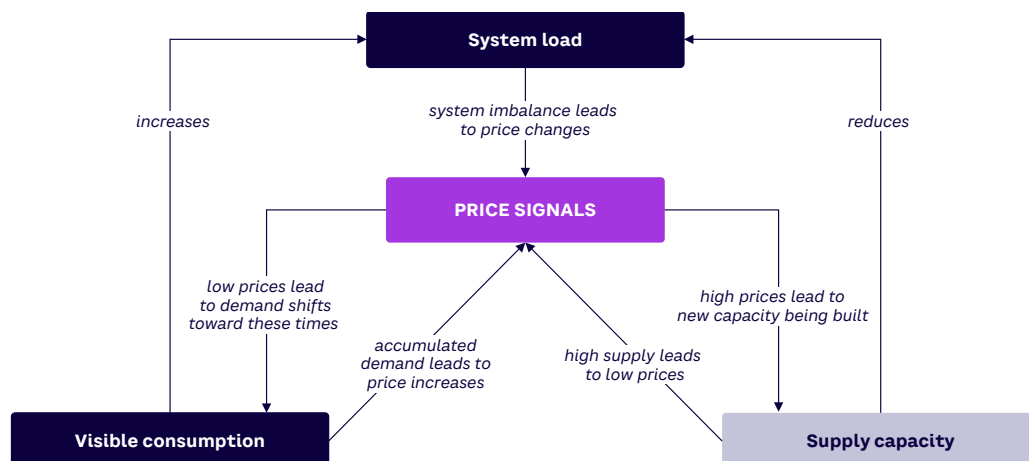 System load
increases
system imbalance leads
to price changes
reduces
PRICE SIGNALS
low prices lead
to demand shifts
toward these times
high prices lead to
new capacity being built
accumulated
demand leads to
price increases
high supply leads
to low prices
Visible consumption
Supply capacity